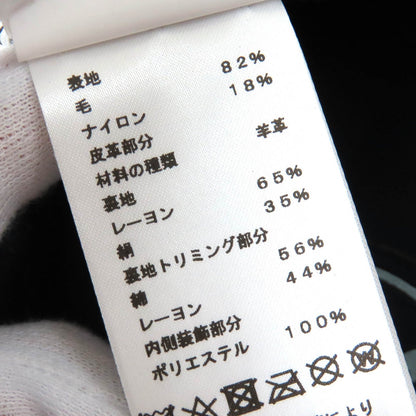 表地
毛 82%
ナイロン 18%
皮革部分
材料の種類 羊革
裏地
レーヨン 65%
絹 35%
裏地トリミング部分
綿 56%
レーヨン 44%
内側装飾部分
ポリエステル 100%
により